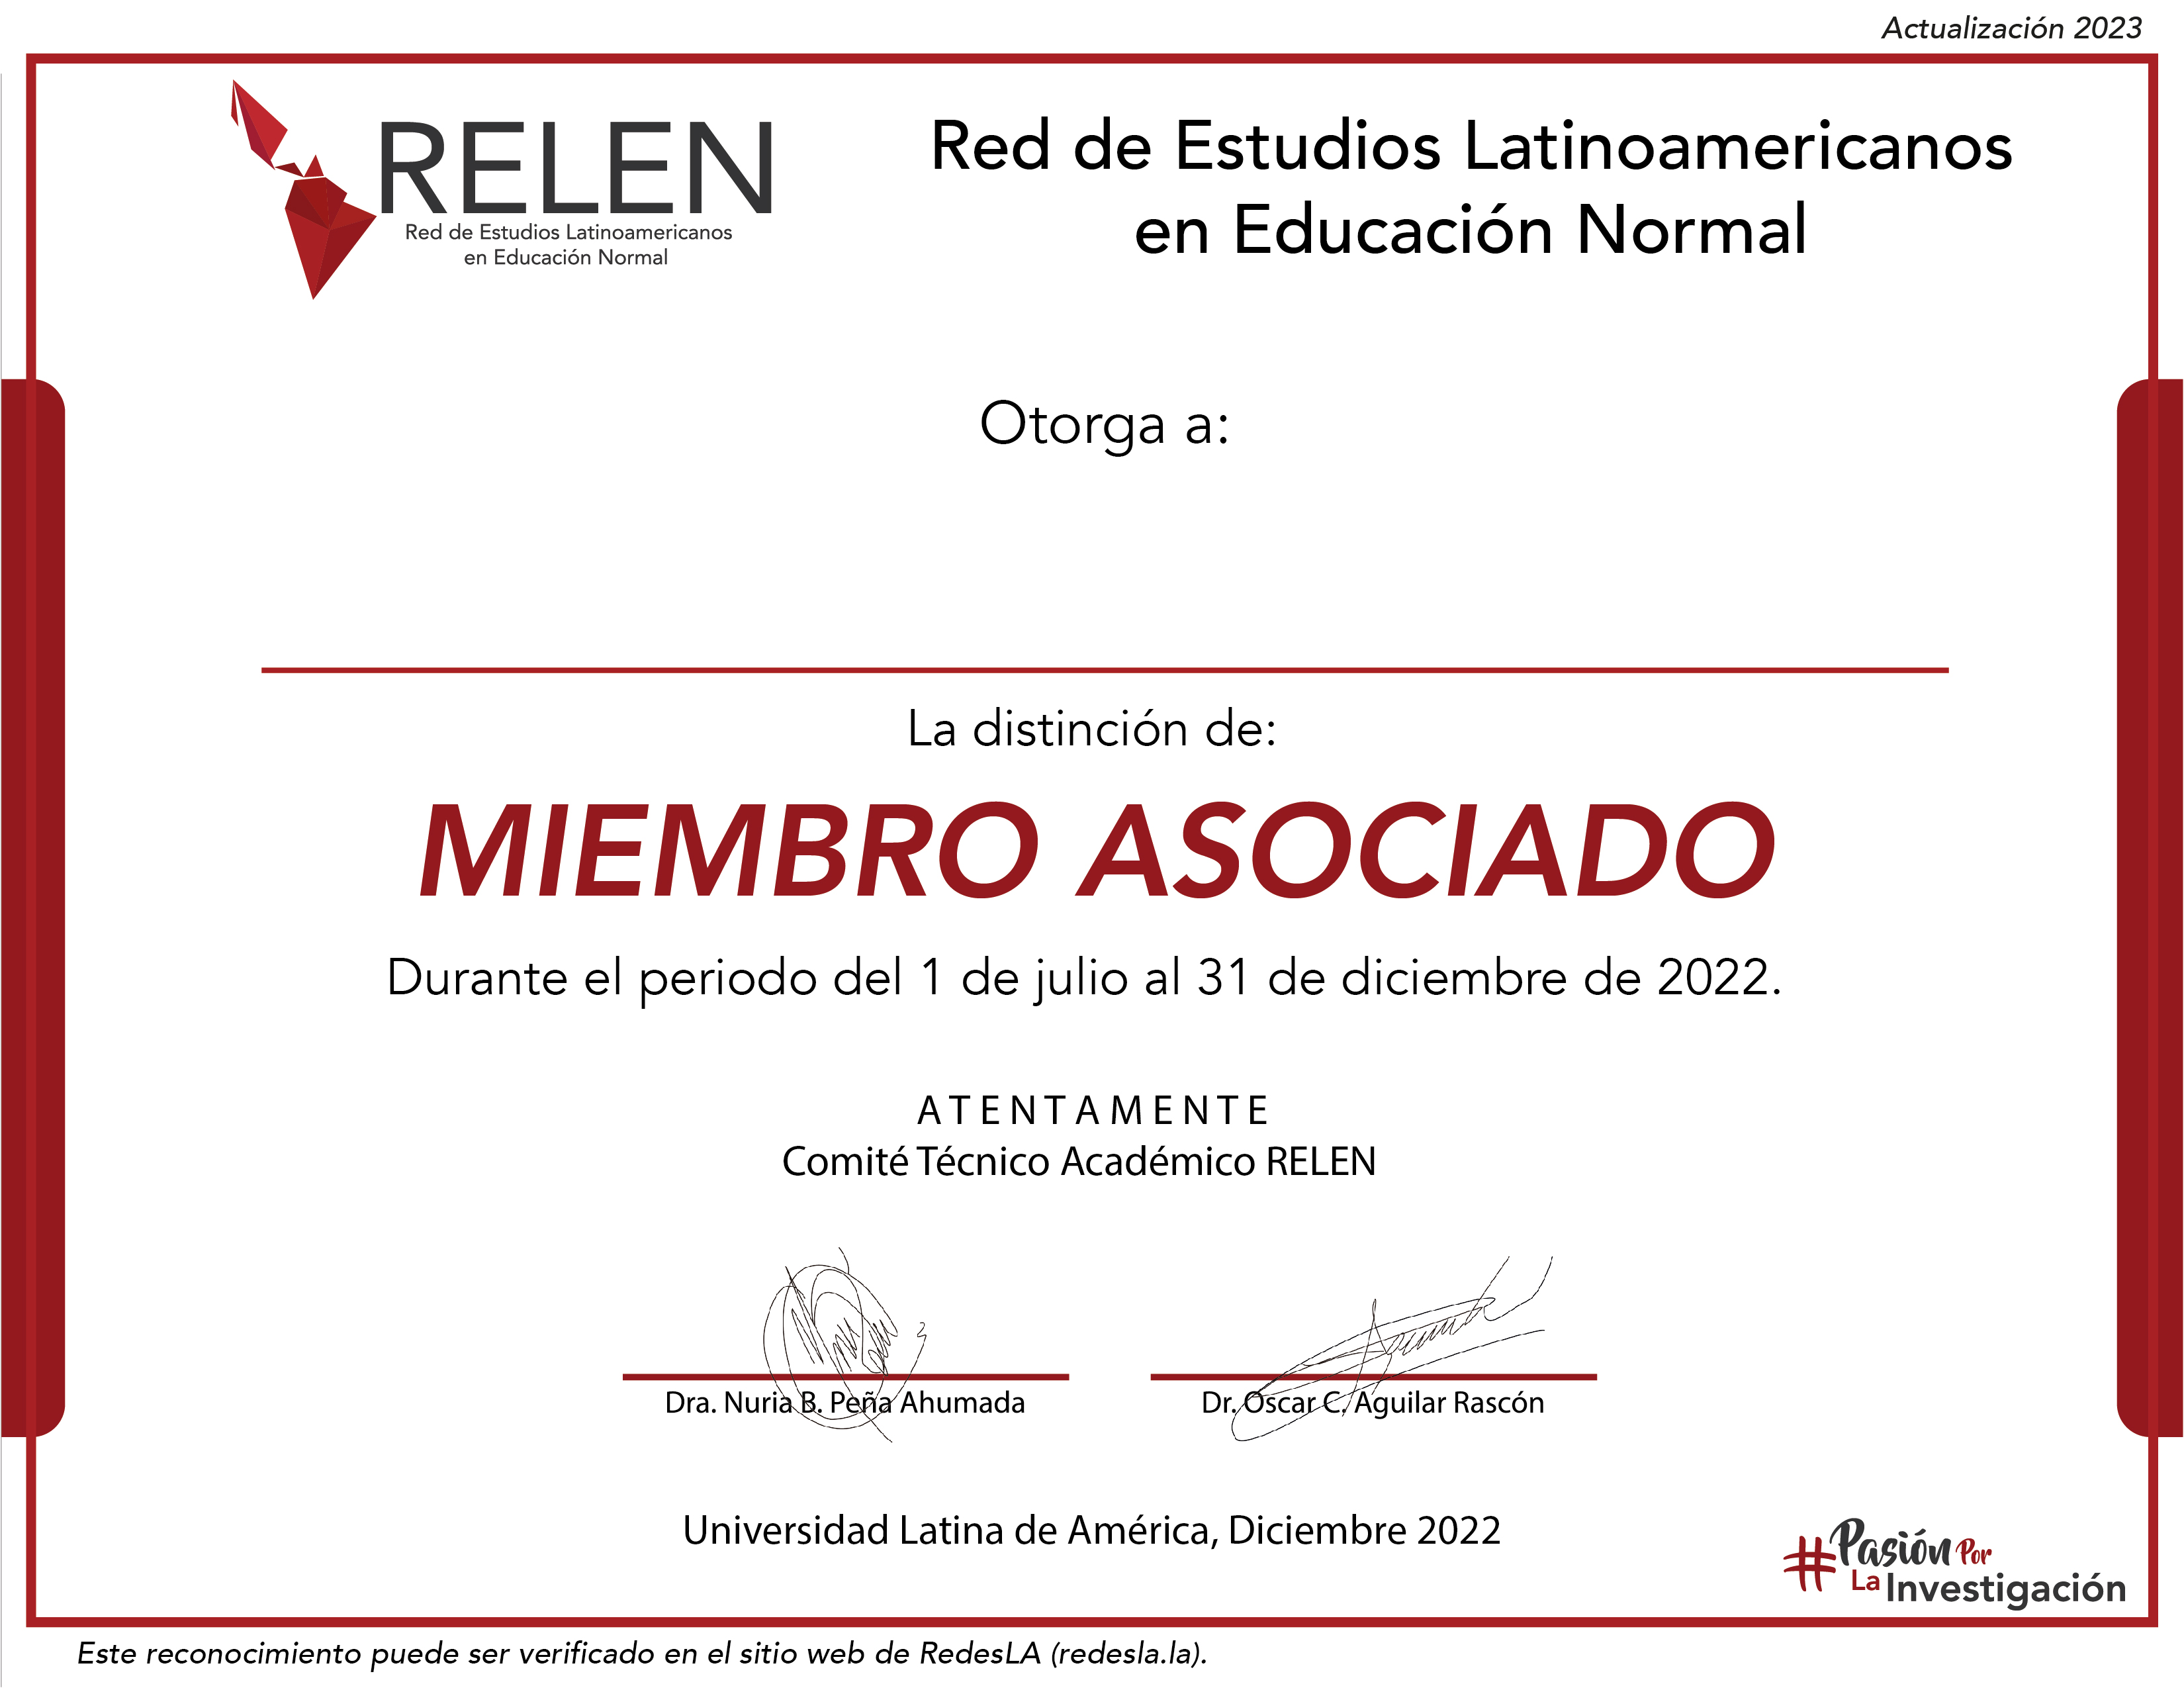 Actualización 2023
RELEN
Red de Estudios Latinoamericanos
en Educación Normal
Red de Estudios Latinoamericanos
en Educación Normal
Otorga a:
La distinción de:
MIEMBRO ASOCIADO
Durante el periodo del 1 de julio al 31 de diciembre de 2022.
ATENTAMENTE
Comité Técnico Académico RELEN
Dra. Nuria B. Peña Ahumada
Dr. Oscar C. Aguilar Rascón
Universidad Latina de América, Diciembre 2022
#Pasión Por
La Investigación
Este reconocimiento puede ser verificado en el sitio web de RedesLA (redesla.la).